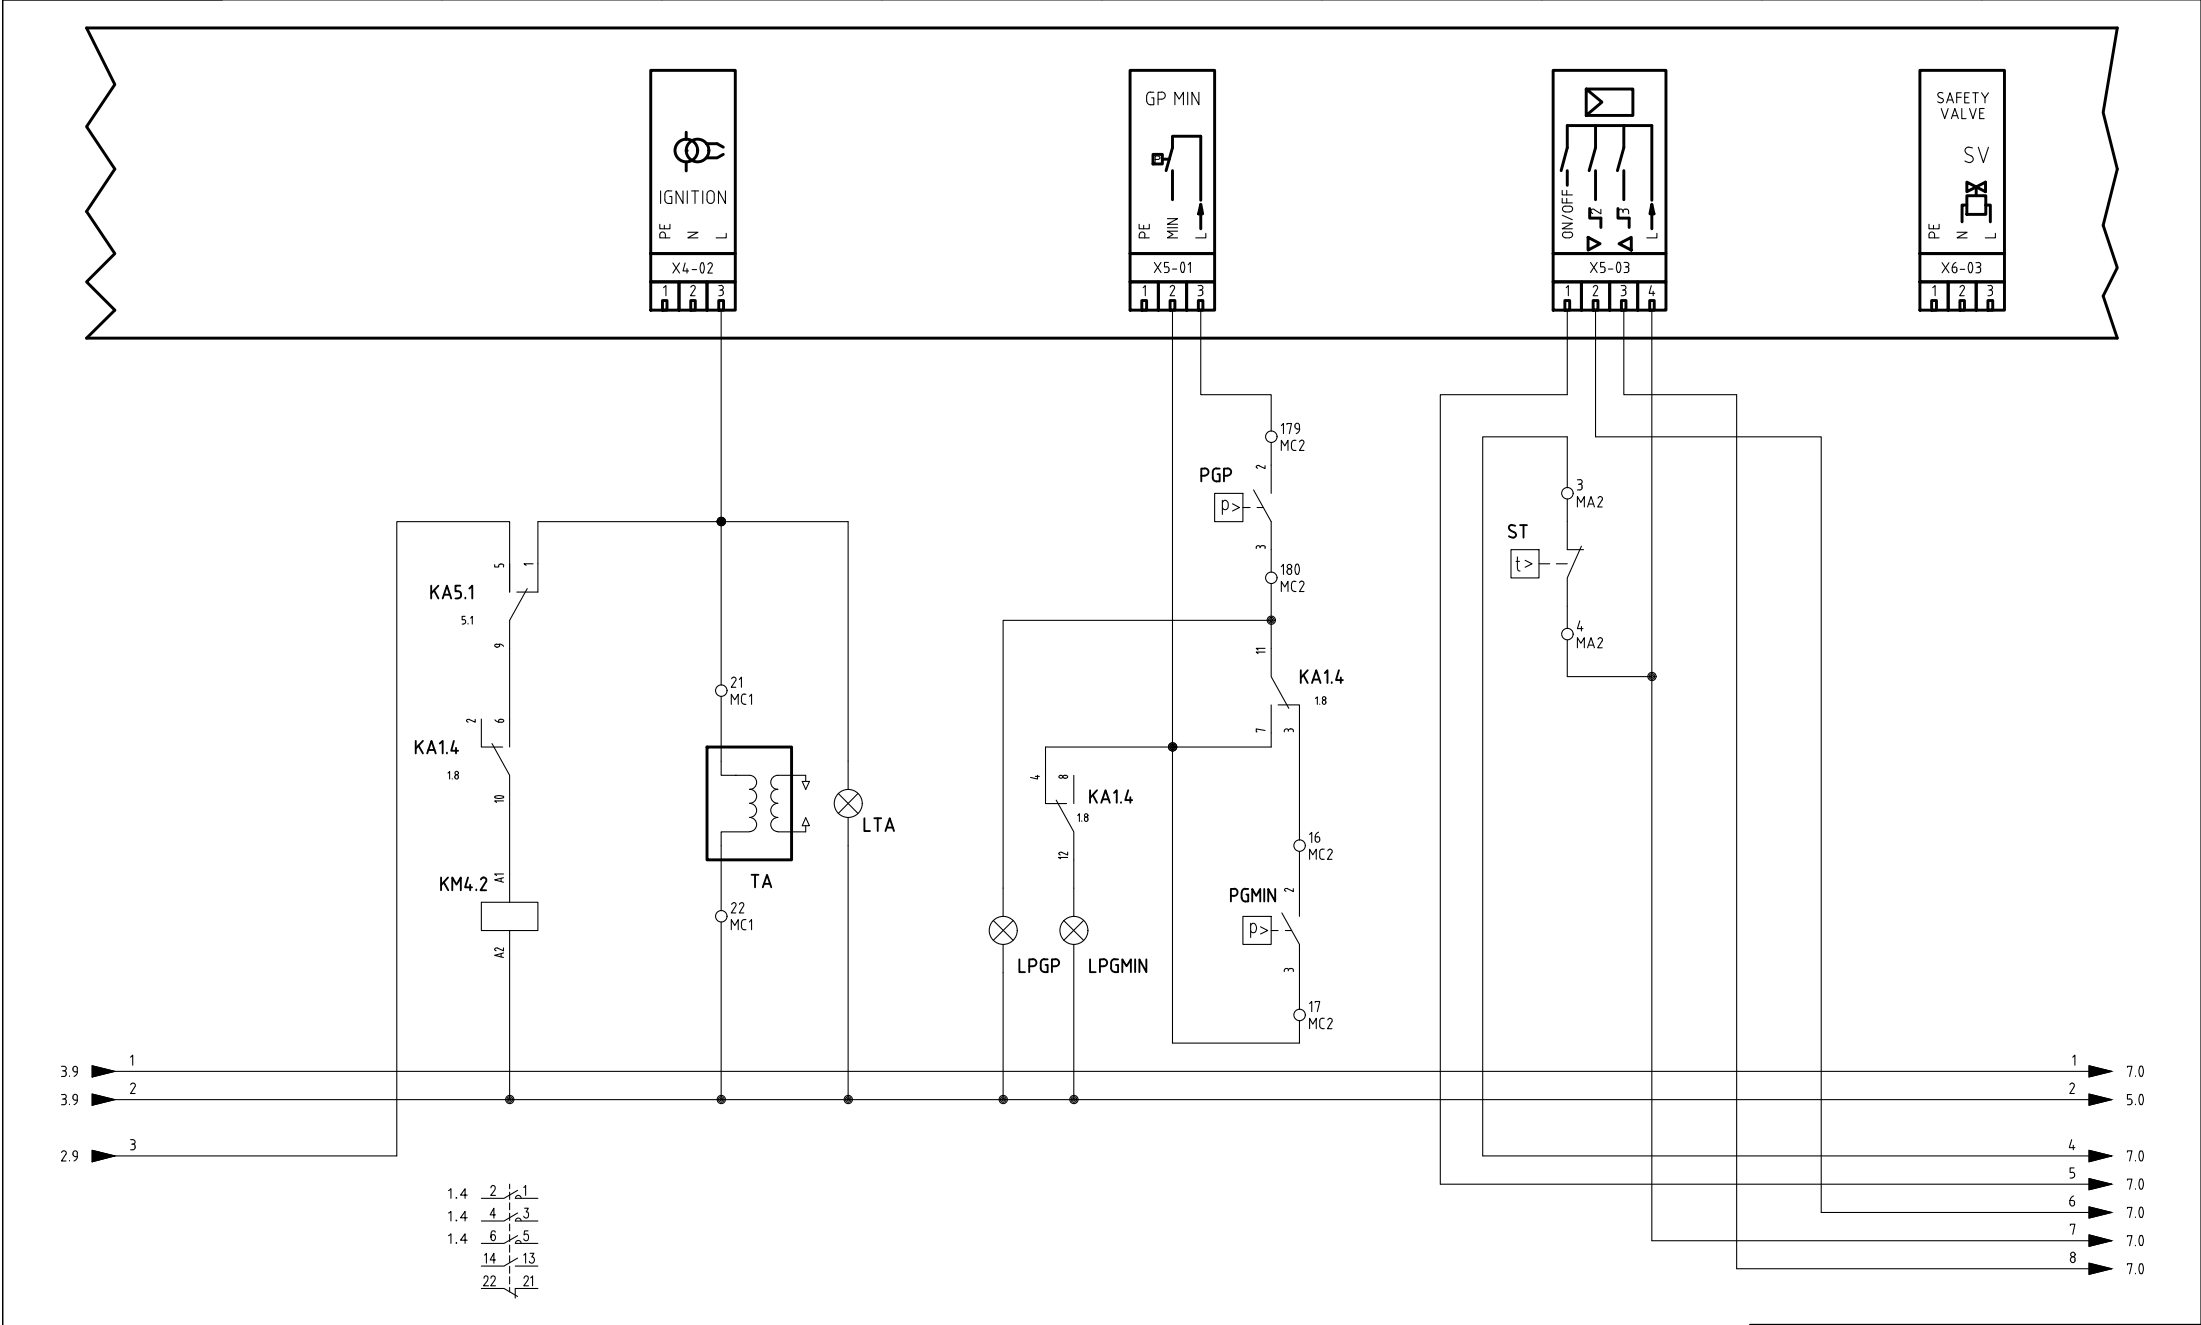 IGNITION
PE N L
X4-02
1 2 3
GP MIN
P
PE MIN L
X5-01
1 2 3
ON/OFF 2 3 L
X5-03
1 2 3 4
SAFETY
VALVE
SV
PE N L
X6-03
1 2 3
5 1
KA5.1
5.1
9
2 6
KA1.4
1.8
10
KM4.2
A1
A2
21
MC1
TA
22
MC1
LTA
179
MC2
2
PGP
p>
3
180
MC2
11
KA1.4
1.8
7 3
4 8
KA1.4
1.8
12
LPGP
LPGMIN
16
MC2
2
PGMIN
p>
3
17
MC2
3
MA2
ST
t>
4
MA2
3.9 1
3.9 2
2.9 3
1 7.0
2 5.0
4 7.0
5 7.0
6 7.0
7 7.0
8 7.0
1.4 2 1
1.4 4 3
1.4 6 5
14 13
22 21